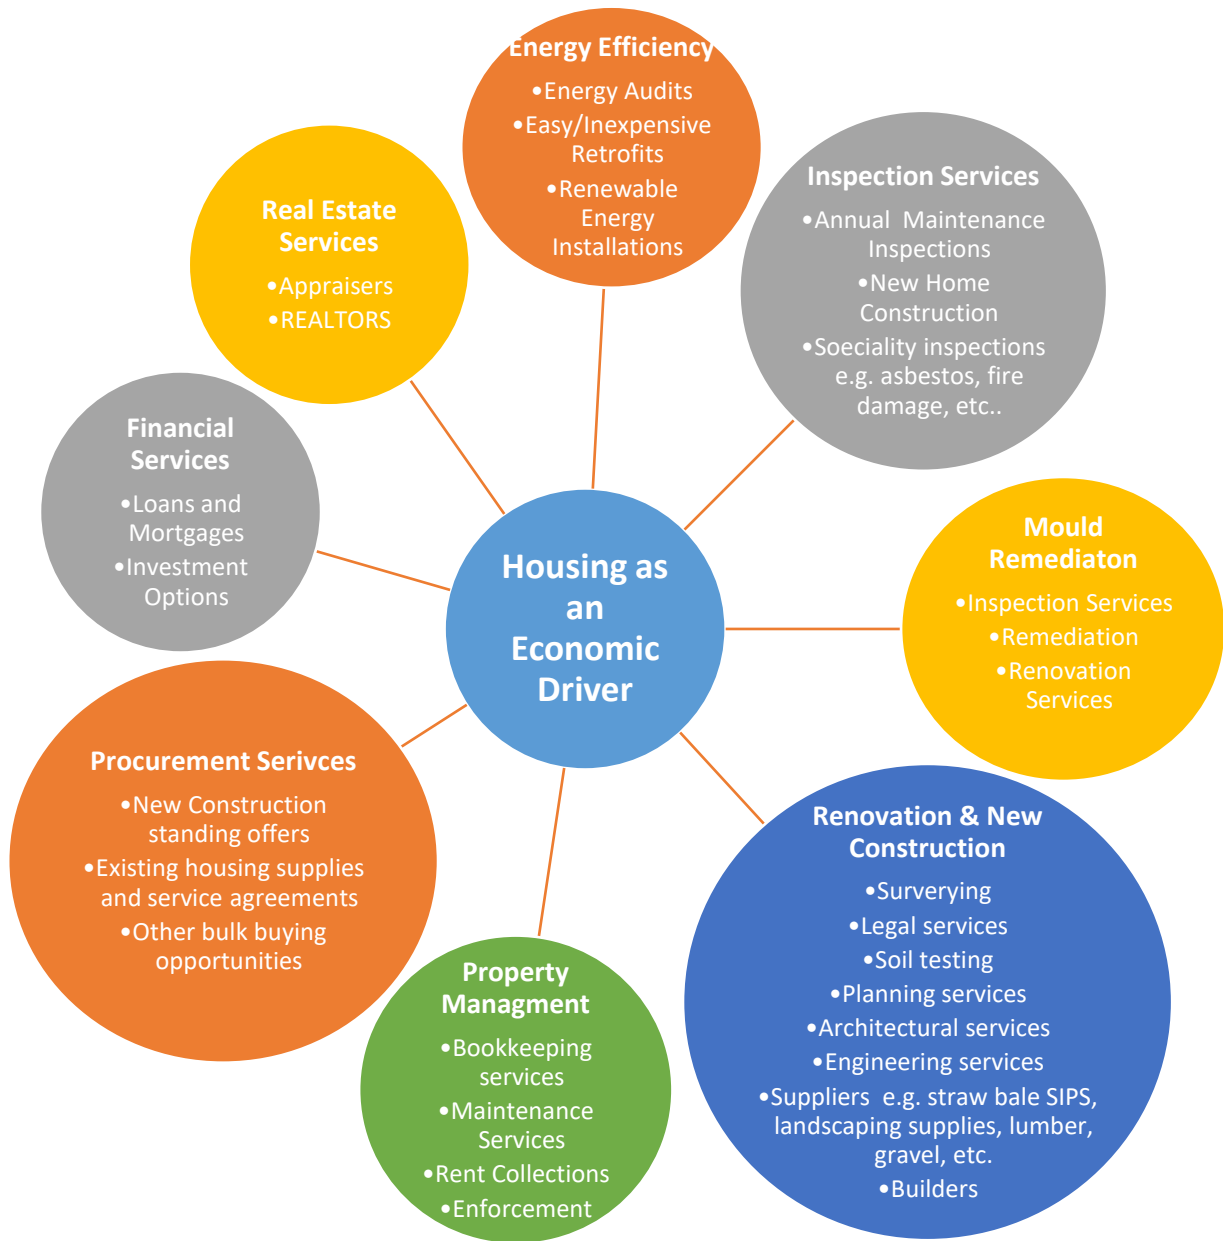 Energy Efficiency
•Energy Audits
•Easy/Inexpensive
Retrofits
•Renewable
Energy
Installations
Inspection Services
•Annual  Maintenance
Inspections
•New Home
Construction
•Soeciality inspections
e.g. asbestos, fire
damage, etc..
Mould
Remediaton
•Inspection Services
•Remediation
•Renovation
Services
Renovation & New
Construction
•Surverying
•Legal services
•Soil testing
•Planning services
•Architectural services
•Engineering services
•Suppliers  e.g. straw bale SIPS,
landscaping supplies, lumber,
gravel, etc.
•Builders
Property
Managment
•Bookkeeping
services
•Maintenance
Services
•Rent Collections
•Enforcement
Procurement Serivces
•New Construction
standing offers
•Existing housing supplies
and service agreements
•Other bulk buying
opportunities
Financial
Services
•Loans and
Mortgages
•Investment
Options
Real Estate
Services
•Appraisers
•REALTORS
Housing as
an
Economic
Driver